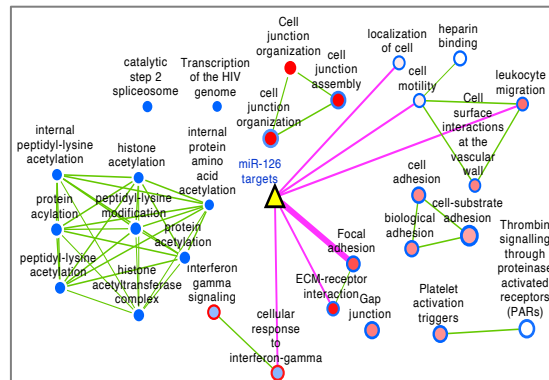 Cell
junction
organization
localization
of cell
heparin
binding
catalytic
step 2
spliceosome
Transcription
of the HIV
genome
cell
junction
assembly
cell
motility
leukocyte
migration
cell
junction
organization
Cell
surface
interactions
at the
vascular
wall
internal
peptidyl-lysine
acetylation
histone
acetylation
internal
protein
amino
acid
acetylation
miR-126
targets
cell
adhesion
protein
acylation
peptidyl-lysine
modification
protein
acetylation
cell-substrate
adhesion
biological
adhesion
Focal
adhesion
Thrombin
signalling
through
proteinase
activated
receptors
(PARs)
peptidyl-lysine
acetylation
histone
acetyltransferase
complex
interferon
gamma
signaling
ECM-receptor
interaction
Gap
junction
Platelet
activation
triggers
cellular
response
to
interferon-gamma